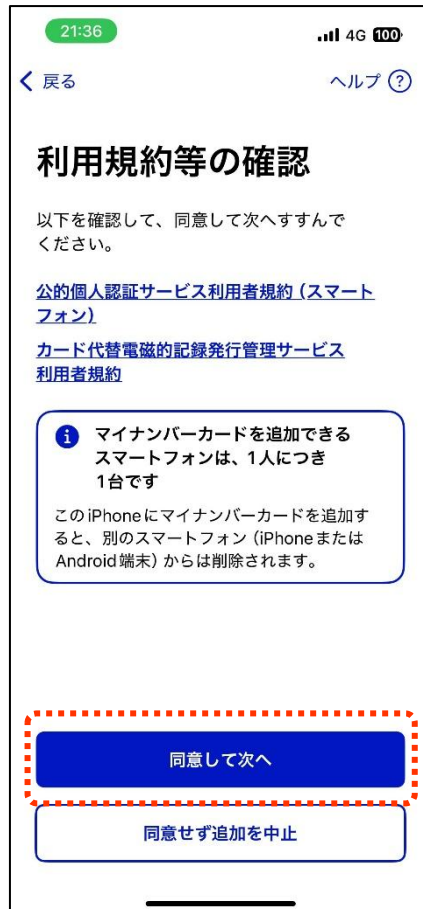 21:36 4G 100
戻る ヘルプ ?
利用規約等の確認
以下を確認して、同意して次へすすんで
ください。
公的個人認証サービス利用者規約（スマート
フォン）
カード代替電磁的記録発行管理サービス
利用者規約
i マイナンバーカードを追加できる
スマートフォンは、1人につき
1台です
このiPhoneにマイナンバーカードを追加す
ると、別のスマートフォン（iPhoneまたは
Android端末）からは削除されます。
同意して次へ
同意せず追加を中止